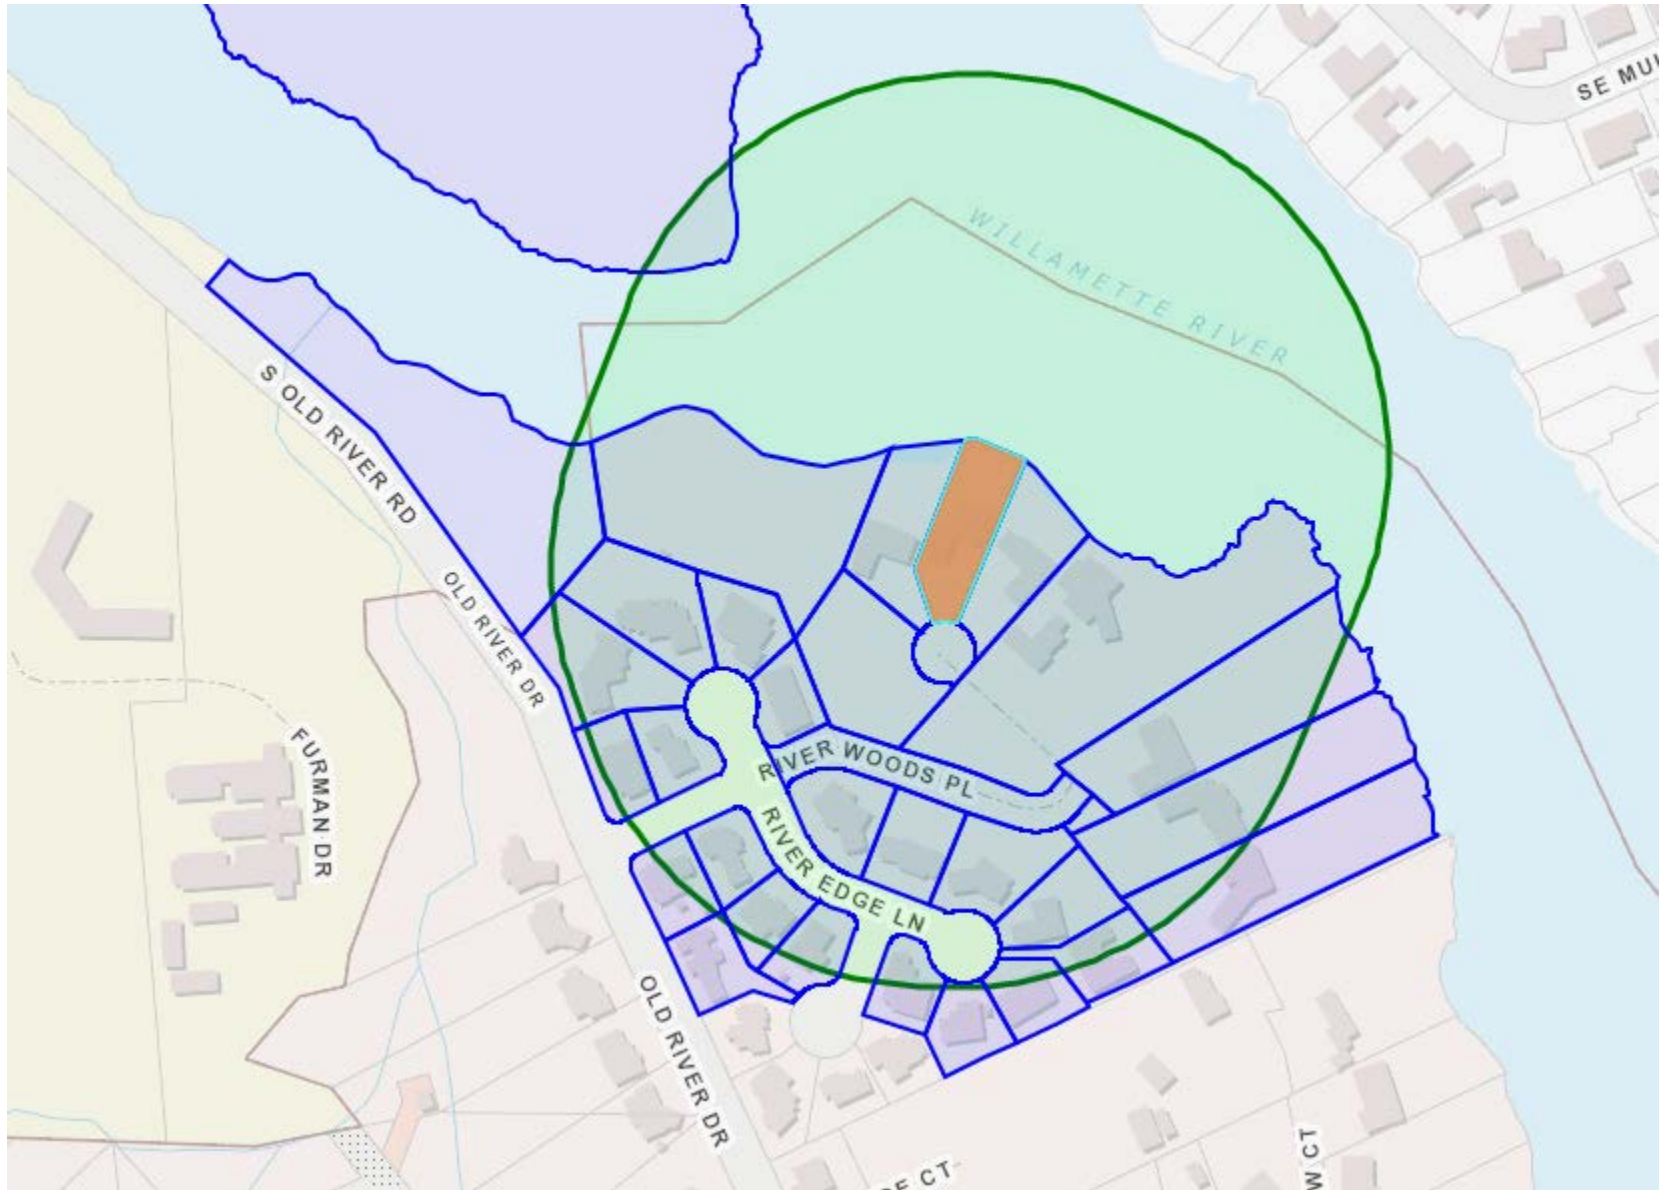 SE MUL
WILLAMETTE RIVER
S OLD RIVER RD
OLD RIVER DR
FURMAN DR
RIVER WOODS PL
RIVER EDGE LN
OLD RIVER DR
W CT
CT